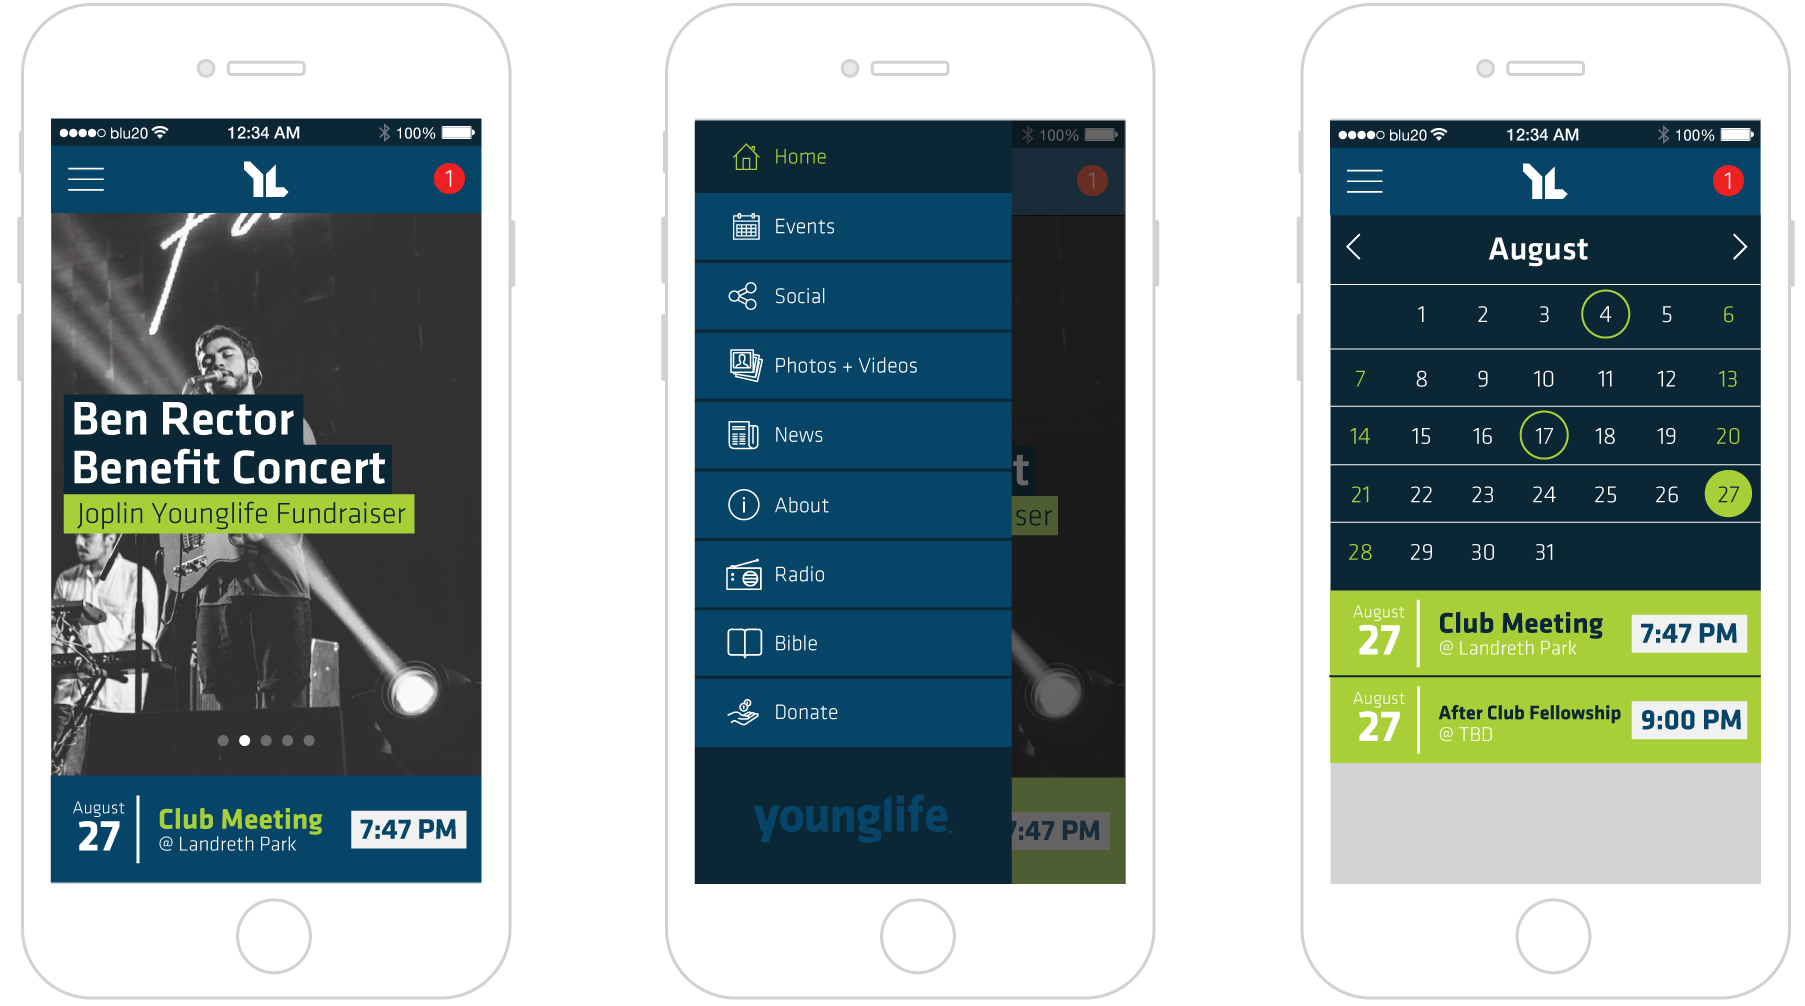 blu20 12:34 AM 100%
YL 1
Ben Rector
Benefit Concert
Joplin Younglife Fundraiser
August
27
Club Meeting
@ Landreth Park
7:47 PM
100%
1
Home
Events
Social
Photos + Videos
News
About
Radio
Bible
Donate
younglife
t
ser
7:47 PM
blu20 12:34 AM 100%
YL 1
August
1 2 3 4 5 6
7 8 9 10 11 12 13
14 15 16 17 18 19 20
21 22 23 24 25 26 27
28 29 30 31
August
27
Club Meeting
@ Landreth Park
7:47 PM
August
27
After Club Fellowship
@ TBD
9:00 PM